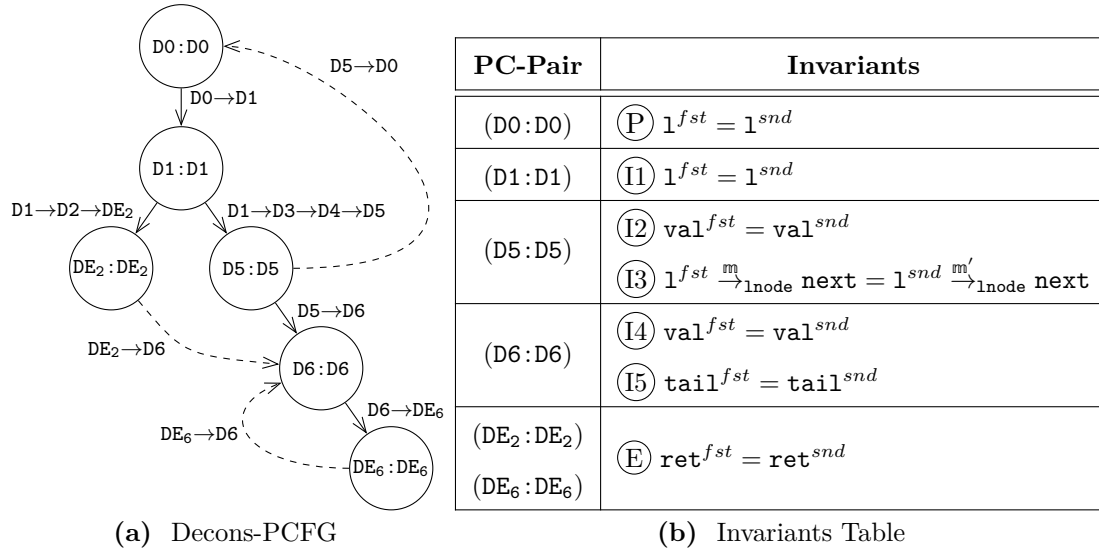 D0:D0
D5→D0
D0→D1
D1:D1
D1→D2→DE₂
D1→D3→D4→D5
DE₂:DE₂
D5:D5
D5→D6
DE₂→D6
D6:D6
D6→DE₆
DE₆→D6
DE₆:DE₆
(a) Decons-PCFG
PC-Pair Invariants
(D0:D0) Ⓟ l^{fst} = l^{snd}
(D1:D1) (I1) l^{fst} = l^{snd}
(D5:D5) (I2) val^{fst} = val^{snd}
(I3) l^{fst} \xrightarrow{𝕞}_{lnode} next = l^{snd} \xrightarrow{𝕞′}_{lnode} next
(D6:D6) (I4) val^{fst} = val^{snd}
(I5) tail^{fst} = tail^{snd}
(DE₂:DE₂)
(DE₆:DE₆) Ⓔ ret^{fst} = ret^{snd}
(b) Invariants Table